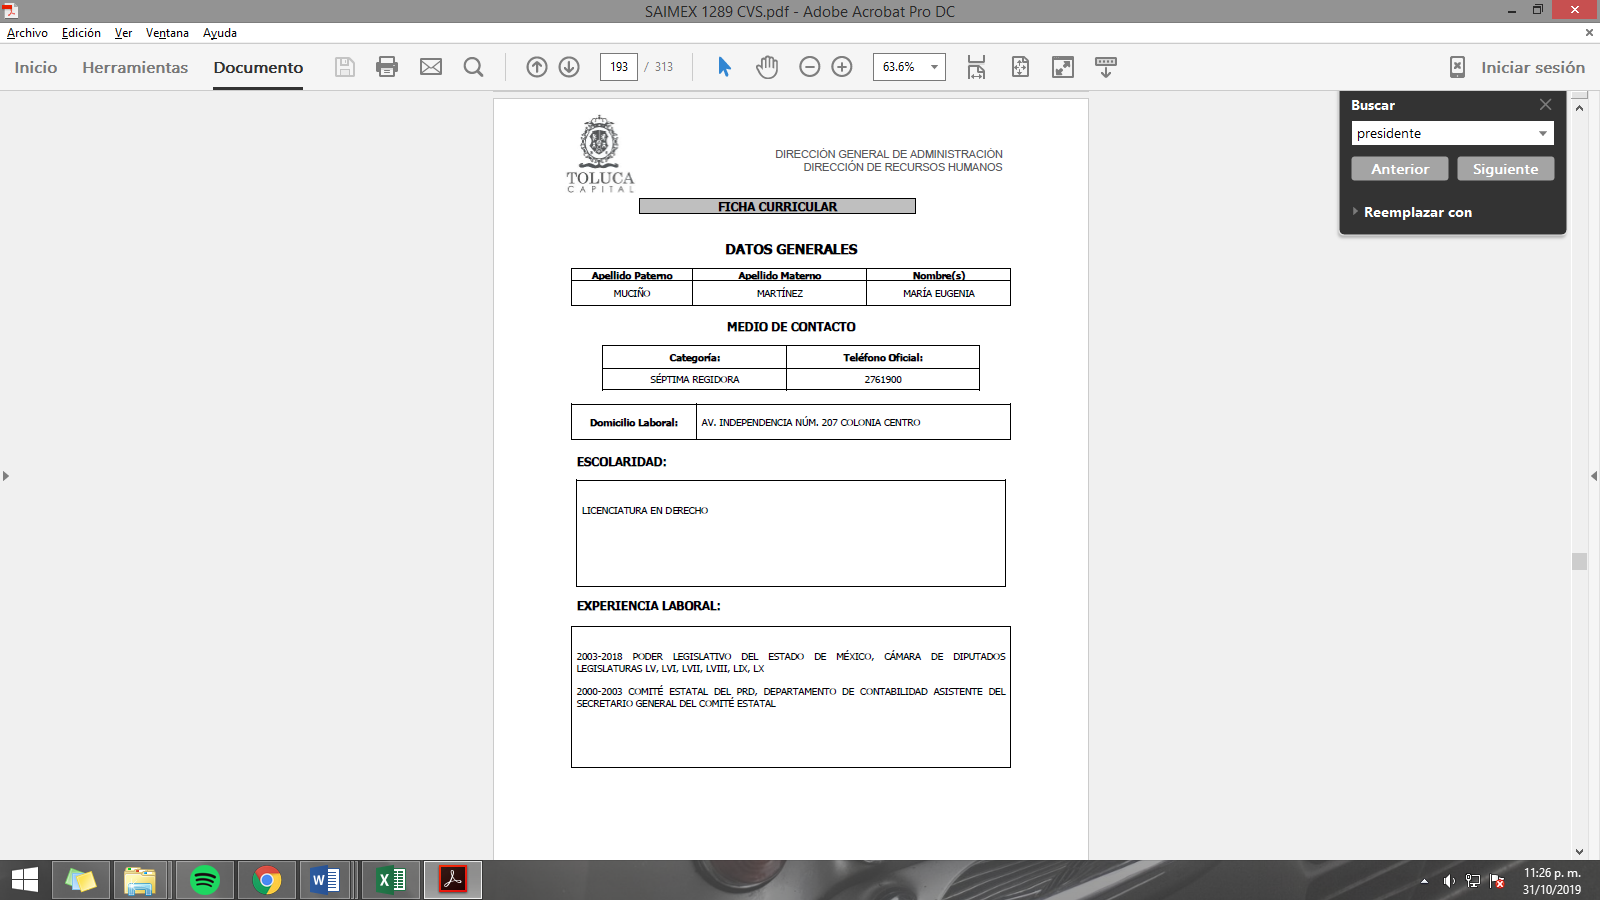 SAIMEX 1289 CVS.pdf - Adobe Acrobat Pro DC
Archivo Edición Ver Ventana Ayuda
Inicio Herramientas Documento 193 / 313 63.6% Iniciar sesión
Buscar
presidente
Anterior Siguiente
Reemplazar con
TOLUCA
CAPITAL
DIRECCIÓN GENERAL DE ADMINISTRACIÓN
DIRECCIÓN DE RECURSOS HUMANOS
FICHA CURRICULAR
DATOS GENERALES
Apellido Paterno Apellido Materno Nombre(s)
MUCIÑO MARTÍNEZ MARÍA EUGENIA
MEDIO DE CONTACTO
Categoría: Teléfono Oficial:
SÉPTIMA REGIDORA 2761900
Domicilio Laboral: AV. INDEPENDENCIA NÚM. 207 COLONIA CENTRO
ESCOLARIDAD:
LICENCIATURA EN DERECHO
EXPERIENCIA LABORAL:
2003-2018 PODER LEGISLATIVO DEL ESTADO DE MÉXICO, CÁMARA DE DIPUTADOS
LEGISLATURAS LV, LVI, LVII, LVIII, LIX, LX
2000-2003 COMITÉ ESTATAL DEL PRD, DEPARTAMENTO DE CONTABILIDAD ASISTENTE DEL
SECRETARIO GENERAL DEL COMITÉ ESTATAL
11:26 p. m.
31/10/2019